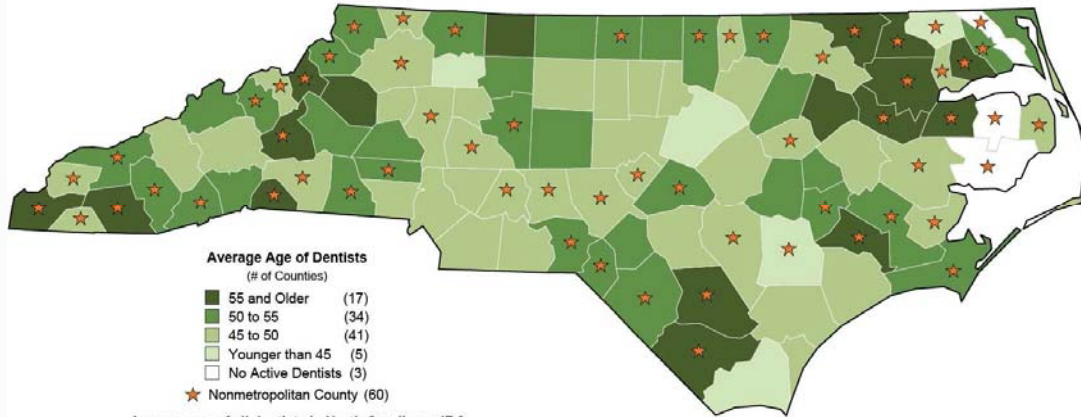 Average Age of Dentists
(# of Counties)
55 and Older (17)
50 to 55 (34)
45 to 50 (41)
Younger than 45 (5)
No Active Dentists (3)
Nonmetropolitan County (60)